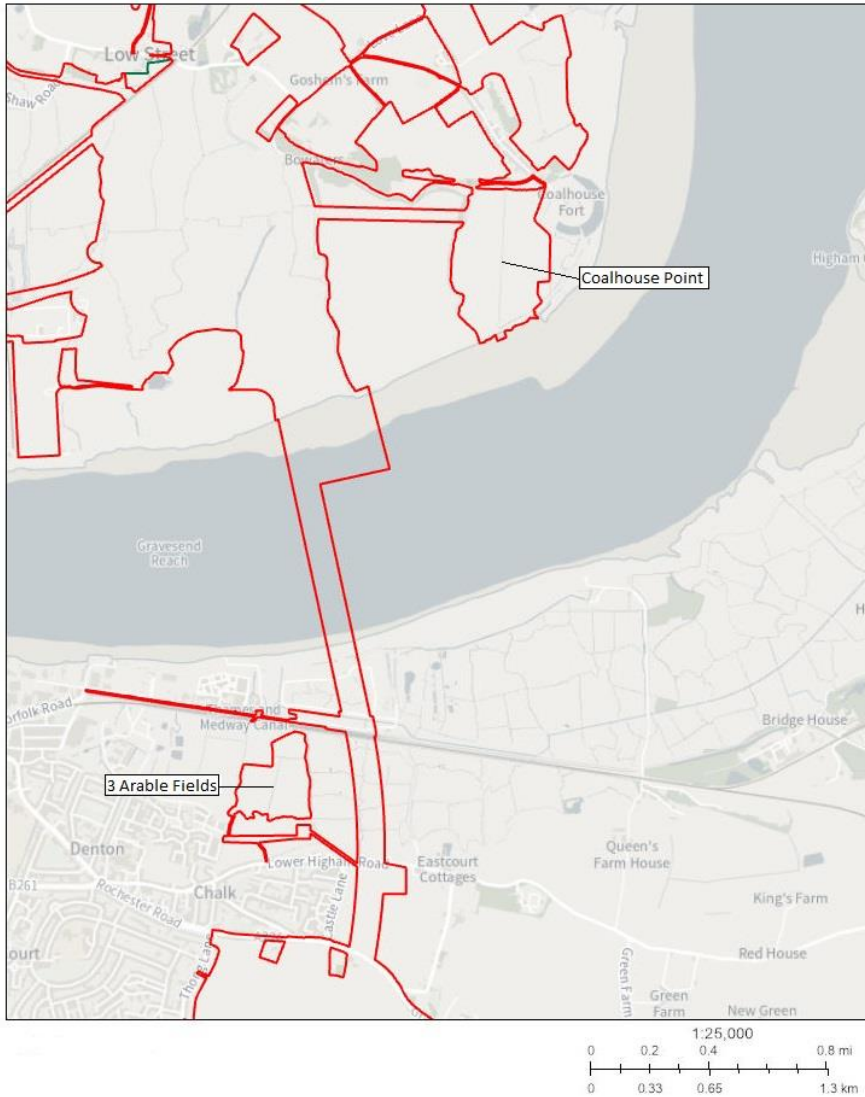 Low Street
Shaw Road
Goshem's Farm
Coalhouse
Fort
Higham
Coalhouse Point
Gravesend
Reach
Thames and
Medway Canal
Bridge House
3 Arable Fields
Denton
Lower Higham Road
Eastcourt
Cottages
Queen's
Farm House
B261
Rochester Road
Chalk
King's Farm
Red House
Thong Lane
Green Farm
Green
Farm
New Green
1:25,000
0 0.2 0.4 0.8 mi
0 0.33 0.65 1.3 km